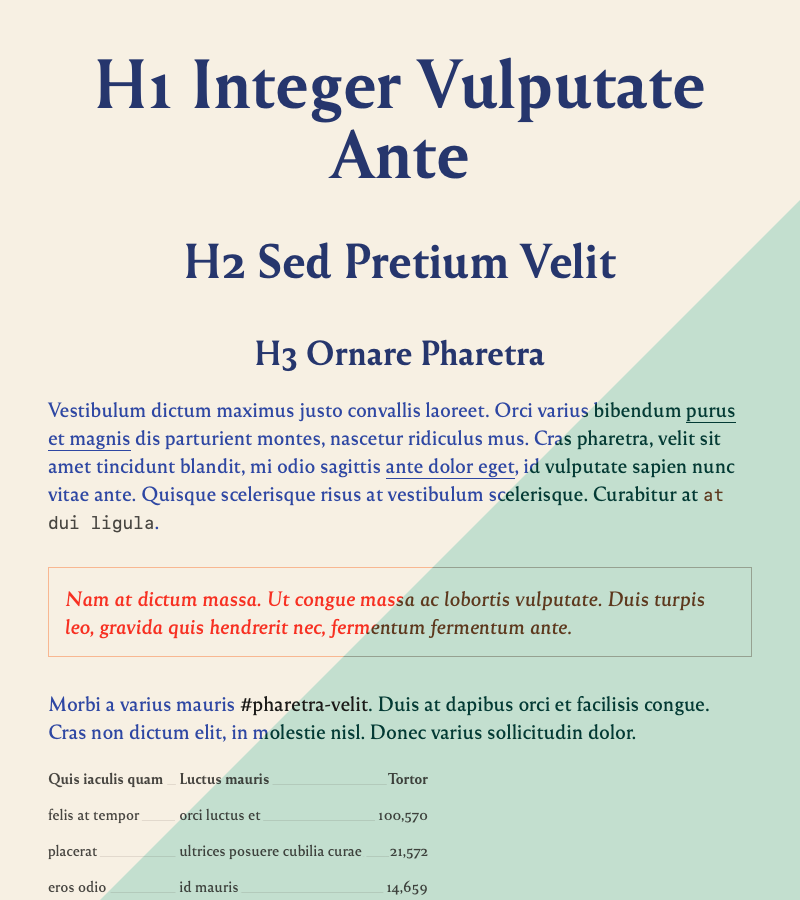 H1 Integer Vulputate
Ante
H2 Sed Pretium Velit
H3 Ornare Pharetra
Vestibulum dictum maximus justo convallis laoreet. Orci varius bibendum purus
et magnis dis parturient montes, nascetur ridiculus mus. Cras pharetra, velit sit
amet tincidunt blandit, mi odio sagittis ante dolor eget, id vulputate sapien nunc
vitae ante. Quisque scelerisque risus at vestibulum scelerisque. Curabitur at at
dui ligula.
Nam at dictum massa. Ut congue massa ac lobortis vulputate. Duis turpis
leo, gravida quis hendrerit nec, fermentum fermentum ante.
Morbi a varius mauris #pharetra-velit. Duis at dapibus orci et facilisis congue.
Cras non dictum elit, in molestie nisl. Donec varius sollicitudin dolor.
Quis iaculis quam Luctus mauris Tortor
felis at tempor orci luctus et 100,570
placerat ultrices posuere cubilia curae 21,572
eros odio id mauris 14,659